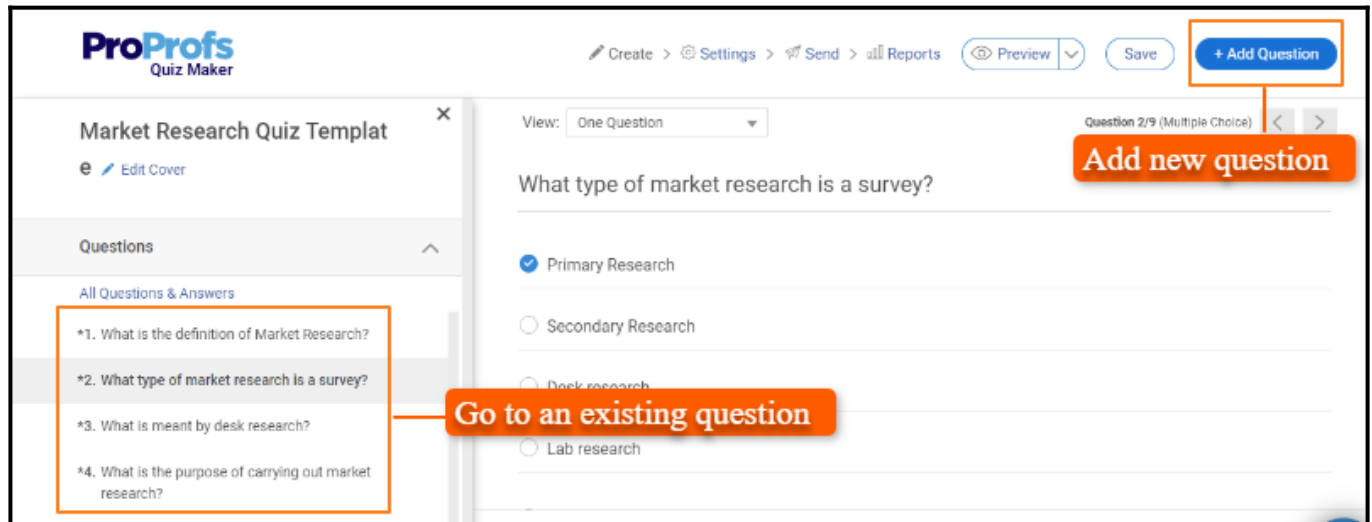 ProProfs
Quiz Maker
Create > Settings > Send > Reports Preview Save + Add Question
Market Research Quiz Templat
e Edit Cover
Questions
All Questions & Answers
*1. What is the definition of Market Research?
*2. What type of market research is a survey?
*3. What is meant by desk research?
*4. What is the purpose of carrying out market
research?
View: One Question
Question 2/9 (Multiple Choice) < >
Add new question
What type of market research is a survey?
Primary Research
Secondary Research
Desk research
Go to an existing question
Lab research